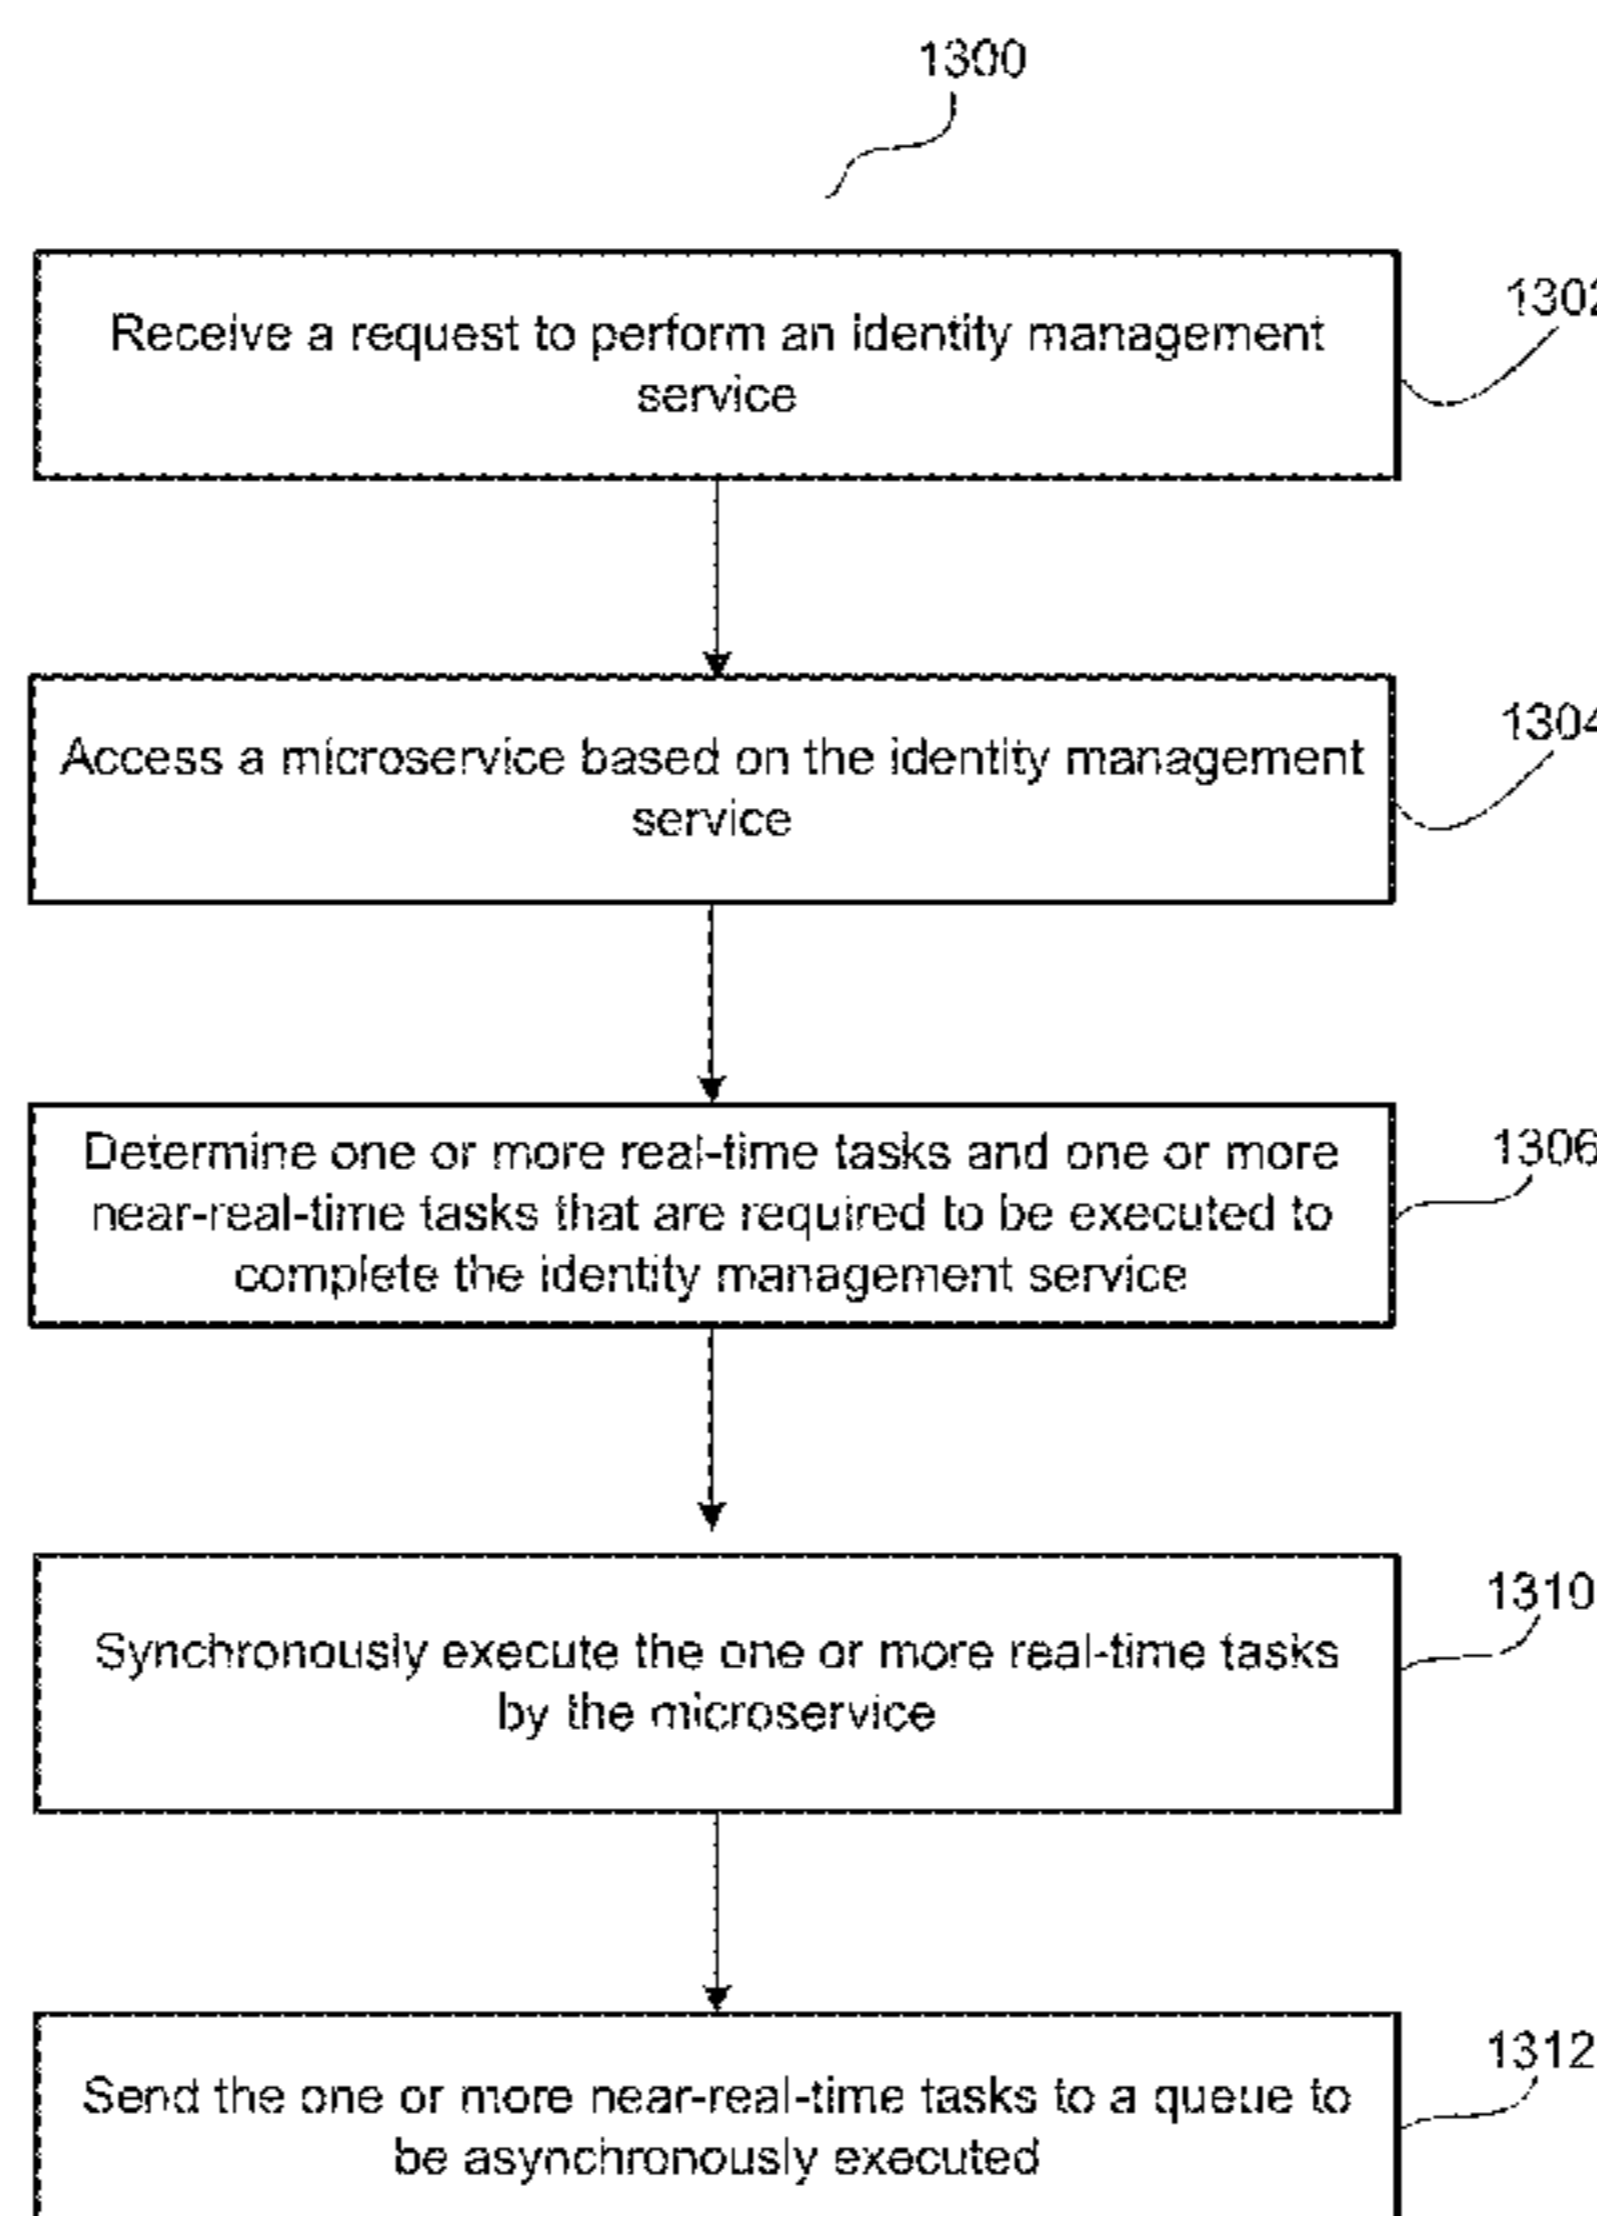 1300
Receive a request to perform an identity management
service
1302
Access a microservice based on the identity management
service
1304
Determine one or more real-time tasks and one or more
near-real-time tasks that are required to be executed to
complete the identity management service
1306
Synchronously execute the one or more real-time tasks
by the microservice
1310
Send the one or more near-real-time tasks to a queue to
be asynchronously executed
1312